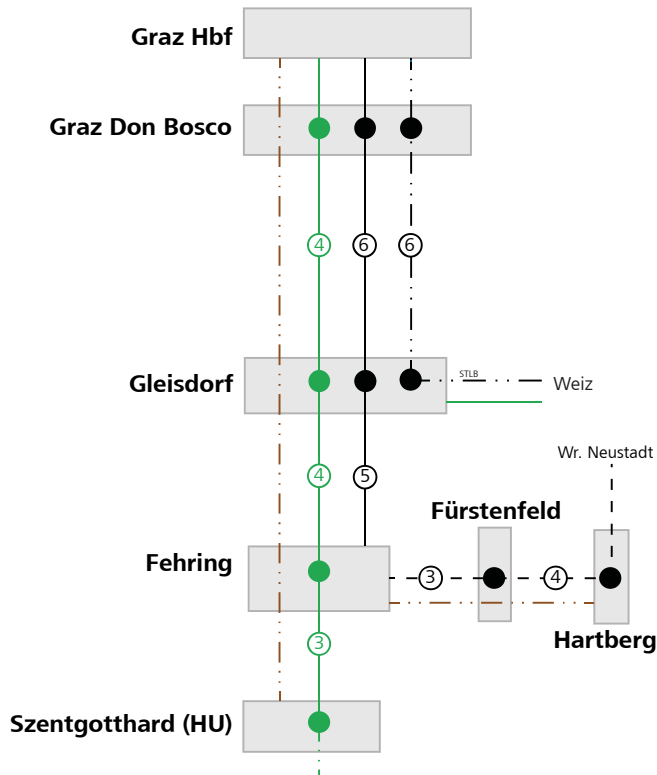 Graz Hbf
Graz Don Bosco
4 6 6
Gleisdorf
STLB
Weiz
Wr. Neustadt
4 5
Fürstenfeld
Fehring
3 4
Hartberg
3
Szentgotthard (HU)